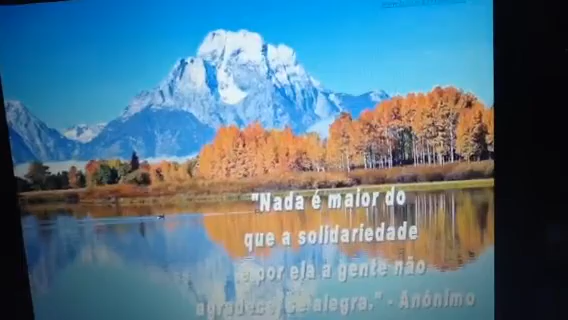 "Nada é maior do
que a solidariedade
e por ela a gente não
agradece, se alegra." - Anônimo